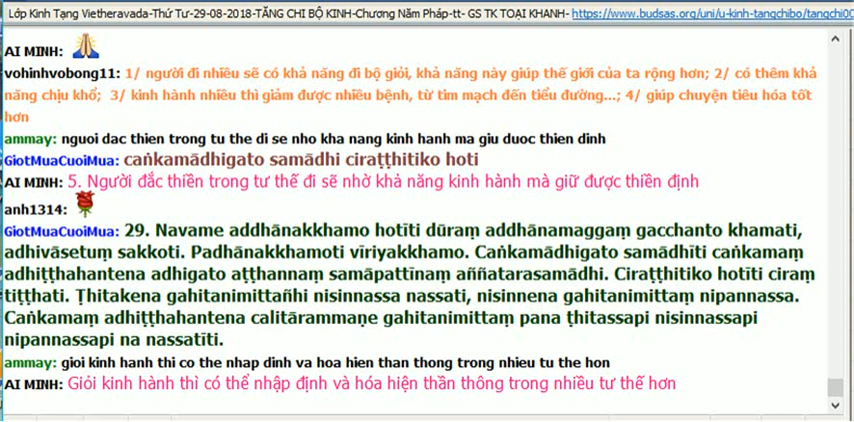 Lớp Kinh Tạng Vietheravada-Thứ Tư-29-08-2018-TĂNG CHI BỘ KINH-Chương Năm Pháp-tt- GS TK TOẠI KHANH- https://www.budsas.org/uni/u-kinh-tangchibo/tangchi00
AI MINH:
vohinhvobong11: 1/ người đi nhiều sẽ có khả năng đi bộ giỏi, khả năng này giúp thế giới của ta rộng hơn; 2/ có thêm khả
năng chịu khổ;  3/ kinh hành nhiều thì giảm được nhiều bệnh, từ tim mạch đến tiểu đường...; 4/ giúp chuyện tiêu hóa tốt
hơn
ammay: nguoi dac thien trong tu the di se nho kha nang kinh hanh ma giu duoc thien dinh
GiotMuaCuoiMua: caṅkamādhigato samādhi ciraṭṭhitiko hoti
AI MINH: 5. Người đắc thiền trong tư thế đi sẽ nhờ khả năng kinh hành mà giữ được thiền định
anh1314:
GiotMuaCuoiMua: 29. Navame addhānakkhamo hotīti dūraṃ addhānamaggaṃ gacchanto khamati,
adhivāsetuṃ sakkoti. Padhānakkhamoti vīriyakkhamo. Caṅkamādhigato samādhīti caṅkamaṃ
adhiṭṭhahantena adhigato aṭṭhannaṃ samāpattīnaṃ aññatarasamādhi. Ciraṭṭhitiko hotīti ciraṃ
tiṭṭhati. Ṭhitakena gahitanimittañhi nisinnassa nassati, nisinnena gahitanimittaṃ nipannassa.
Caṅkamaṃ adhiṭṭhahantena calitārammaṇe gahitanimittaṃ pana ṭhitassapi nisinnassapi
nipannassapi na nassatīti.
ammay: gioi kinh hanh thi co the nhap dinh va hoa hien than thong trong nhieu tu the hon
AI MINH: Giỏi kinh hành thì có thể nhập định và hóa hiện thần thông trong nhiều tư thế hơn